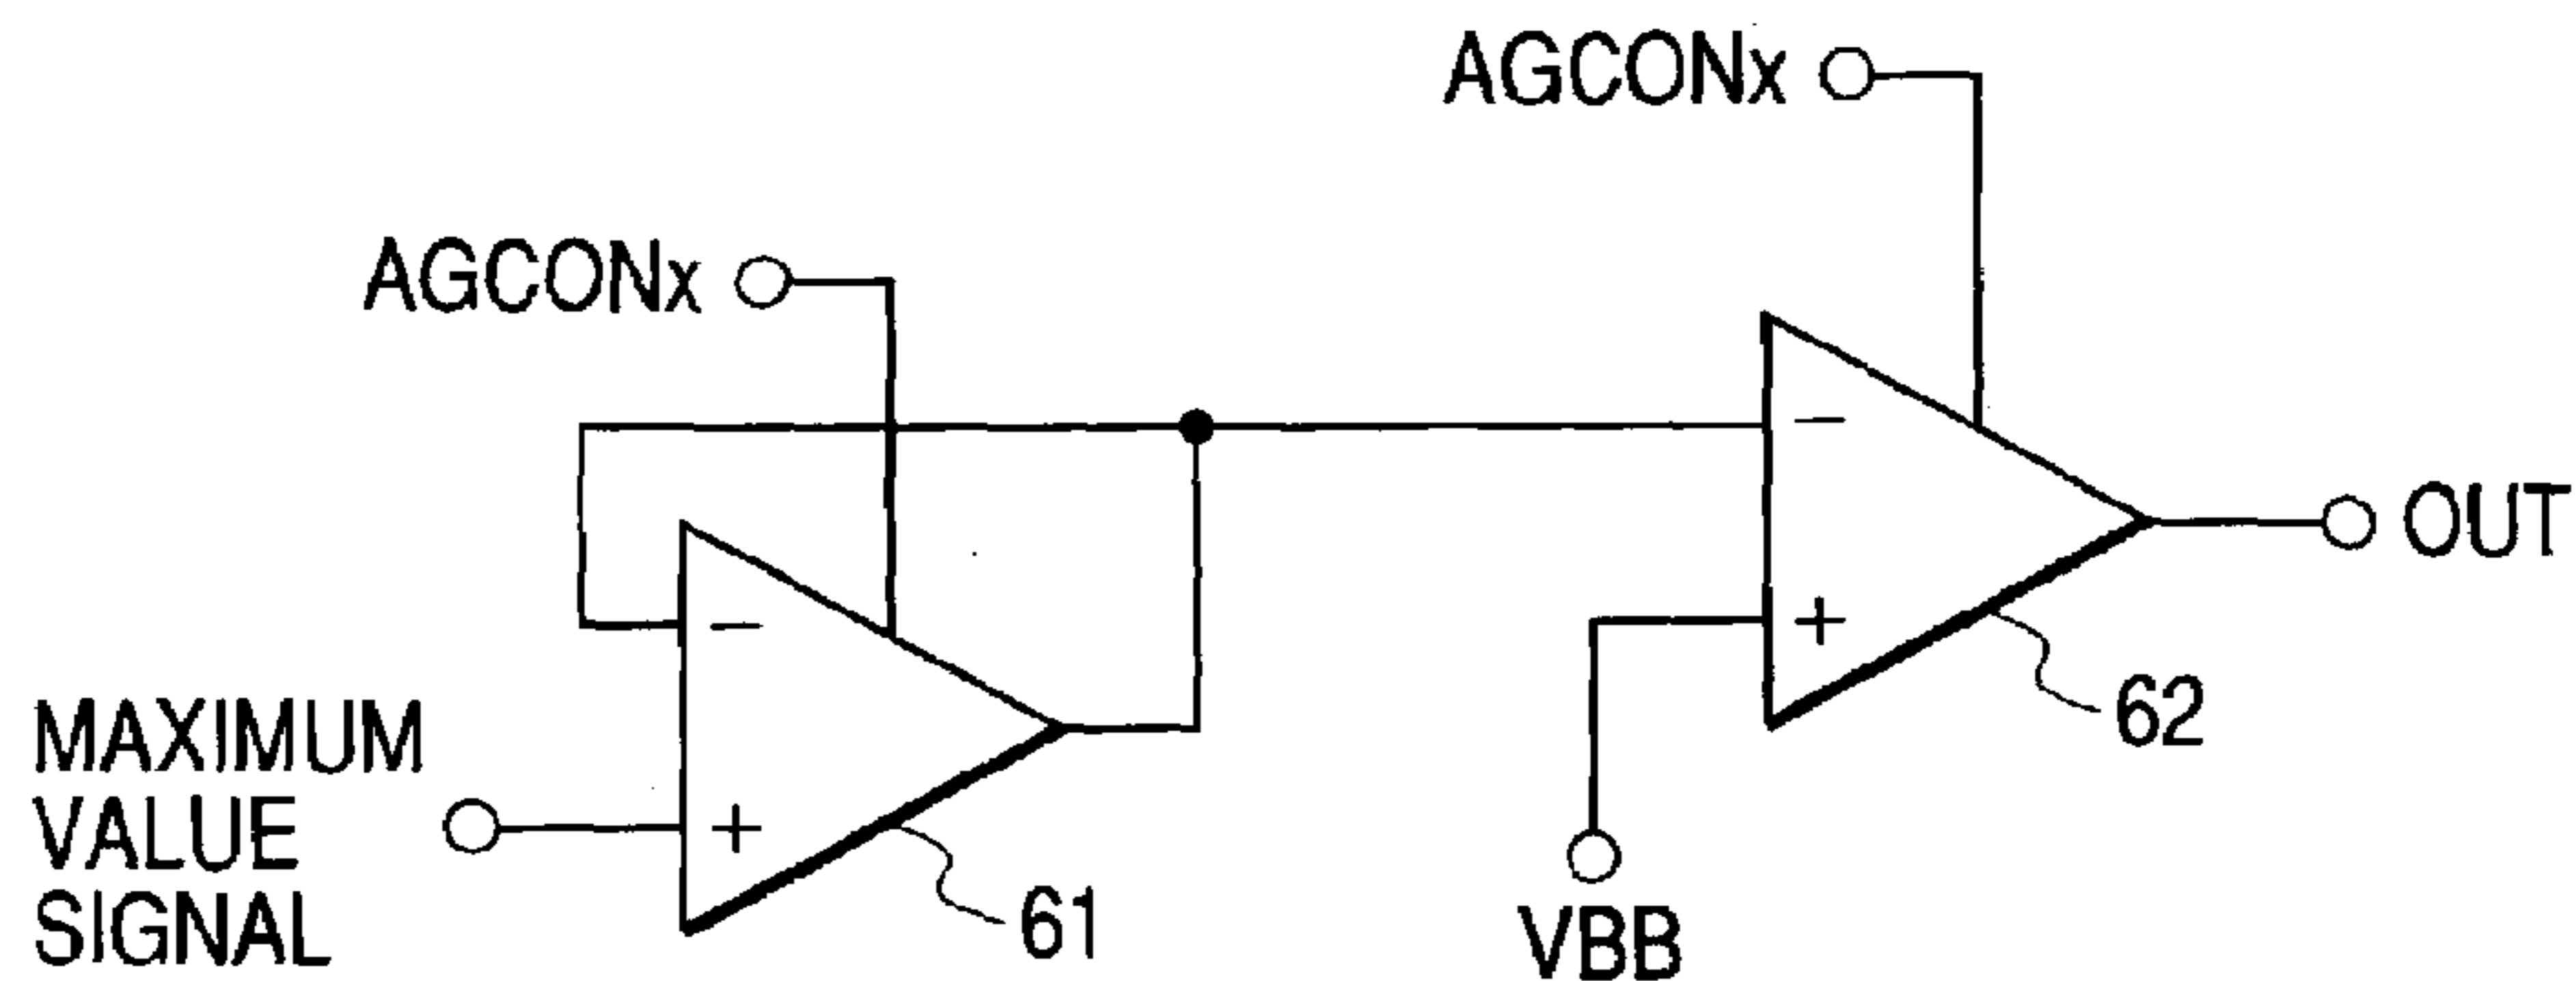 AGCONx
AGCONx
−
−
OUT
+
62
MAXIMUM
VALUE
SIGNAL
+
61
VBB